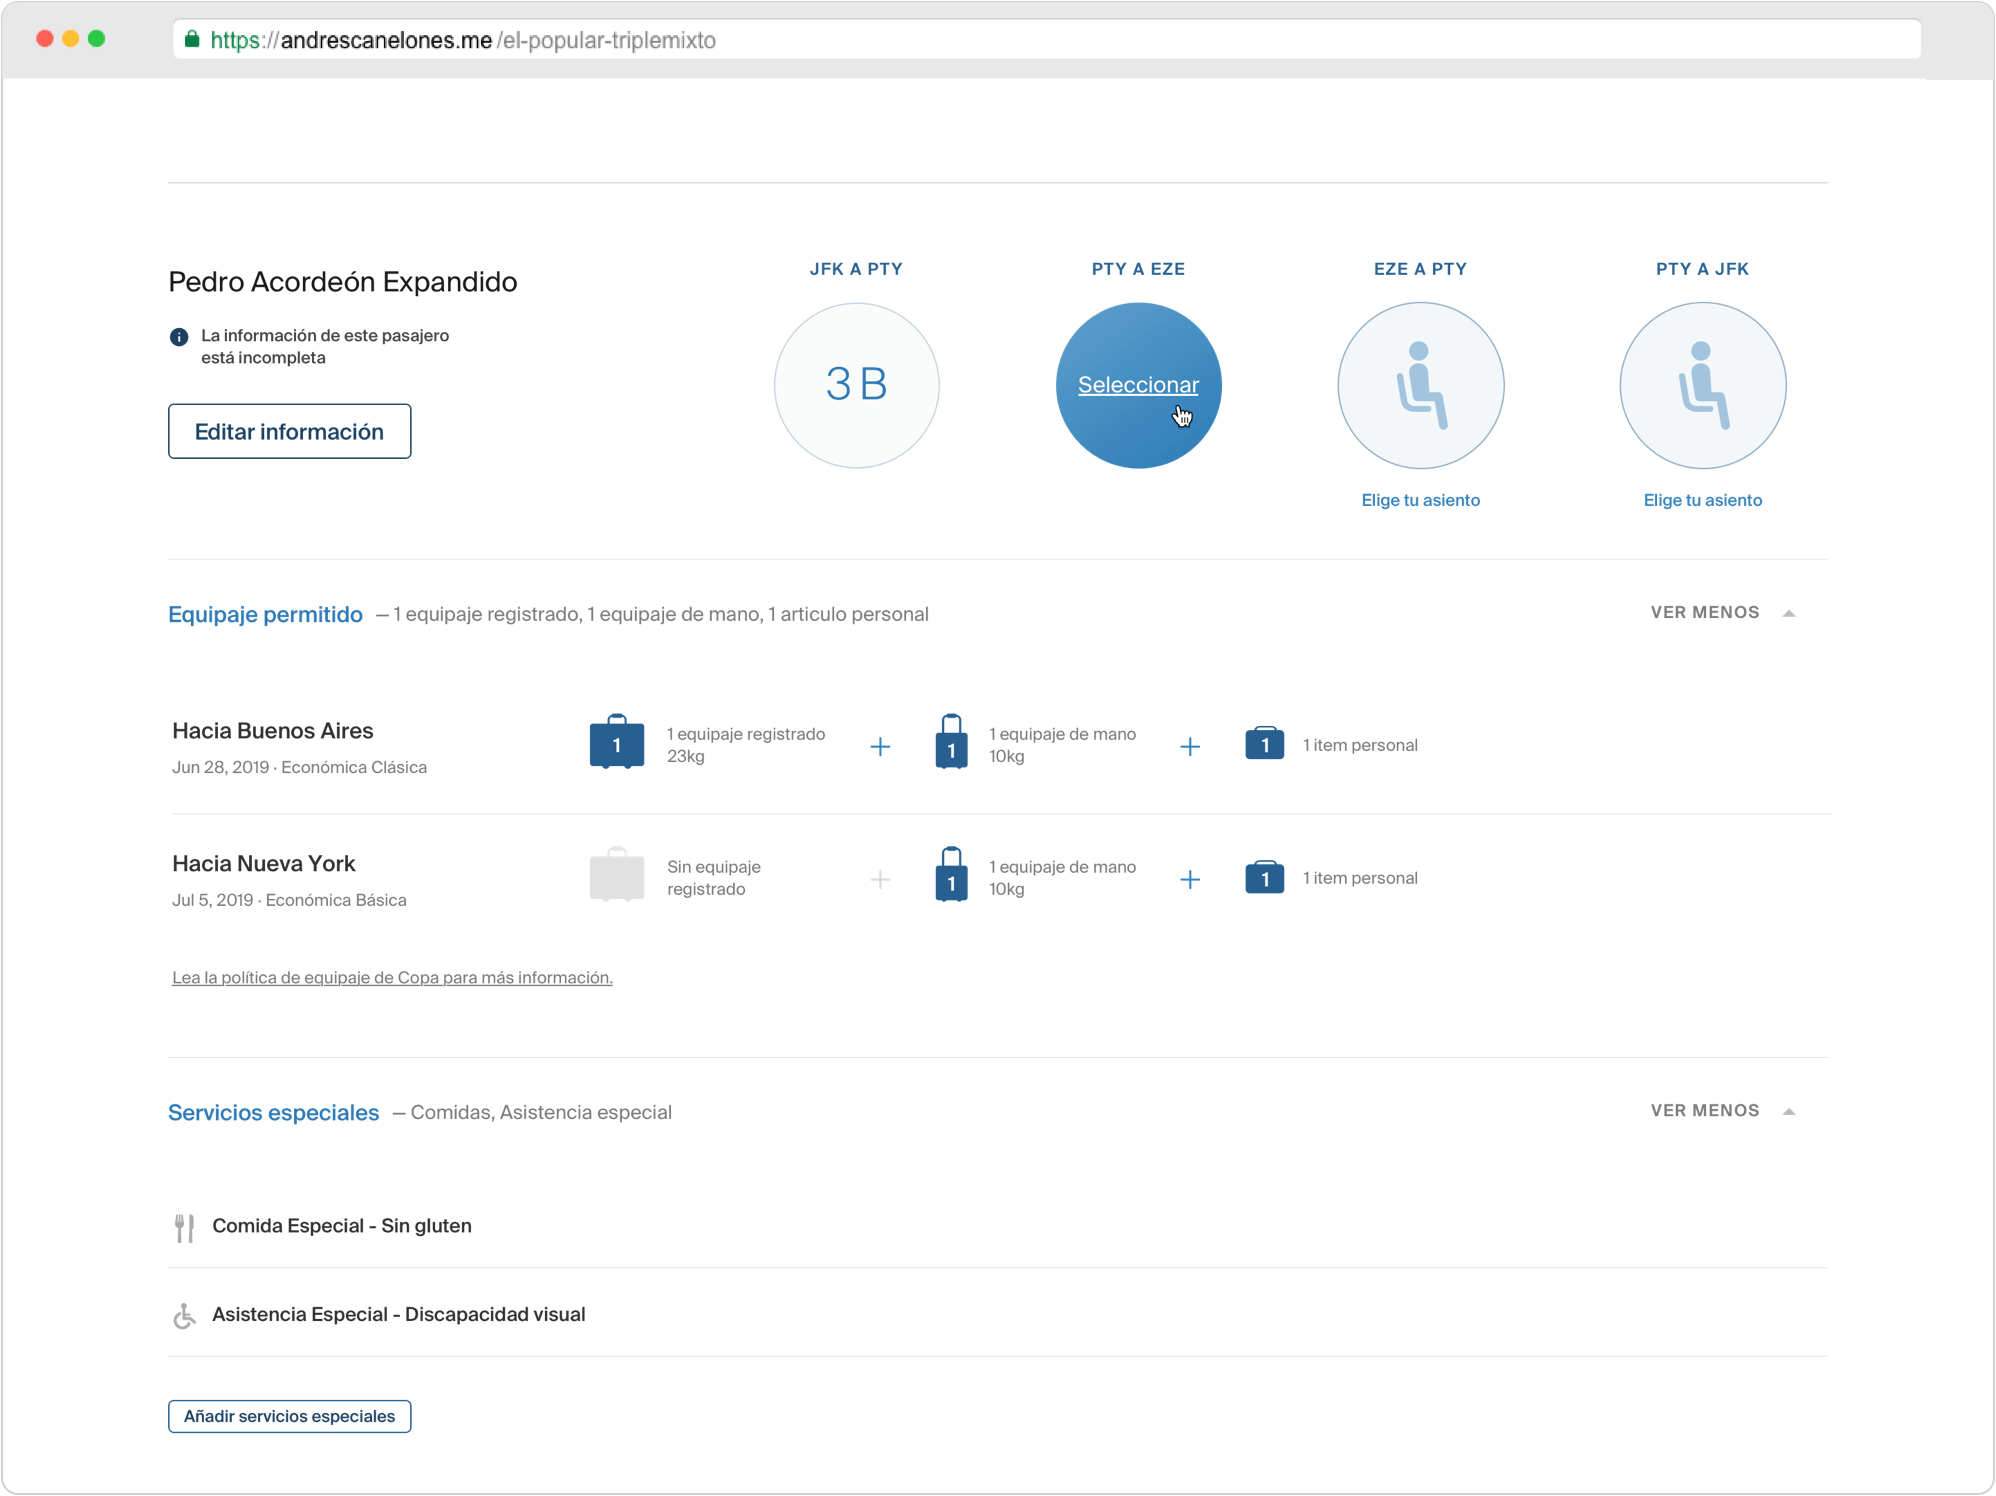 https://andrescanelones.me/el-popular-triplemixto
Pedro Acordeón Expandido
La información de este pasajero
está incompleta
Editar información
JFK A PTY
3B
PTY A EZE
Seleccionar
EZE A PTY
Elige tu asiento
PTY A JFK
Elige tu asiento
Equipaje permitido – 1 equipaje registrado, 1 equipaje de mano, 1 articulo personal
VER MENOS
Hacia Buenos Aires
Jun 28, 2019 · Económica Clásica
1
1 equipaje registrado
23kg
+
1
1 equipaje de mano
10kg
+
1
1 item personal
Hacia Nueva York
Jul 5, 2019 · Económica Básica
Sin equipaje
registrado
+
1
1 equipaje de mano
10kg
+
1
1 item personal
Lea la política de equipaje de Copa para más información.
Servicios especiales – Comidas, Asistencia especial
VER MENOS
Comida Especial - Sin gluten
Asistencia Especial - Discapacidad visual
Añadir servicios especiales